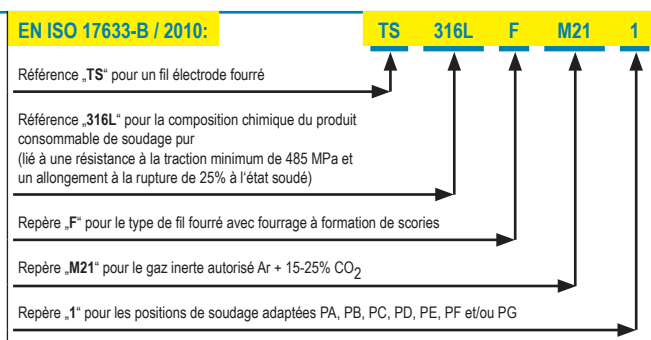 EN ISO 17633-B / 2010: TS 316L F M21 1
Référence „TS“ pour un fil électrode fourré
Référence „316L“ pour la composition chimique du produit
consommable de soudage pur
(lié à une résistance à la traction minimum de 485 MPa et
un allongement à la rupture de 25% à l‘état soudé)
Repère „F“ pour le type de fil fourré avec fourrage à formation de scories
Repère „M21“ pour le gaz inerte autorisé Ar + 15-25% CO2
Repère „1“ pour les positions de soudage adaptées PA, PB, PC, PD, PE, PF et/ou PG